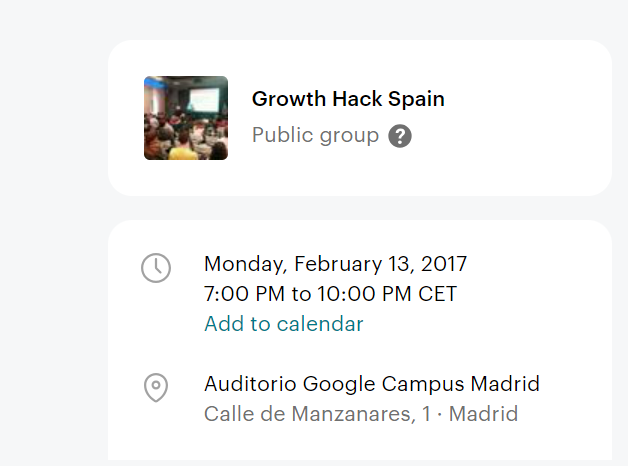 Growth Hack Spain
Public group ?
Monday, February 13, 2017
7:00 PM to 10:00 PM CET
Add to calendar
Auditorio Google Campus Madrid
Calle de Manzanares, 1 · Madrid